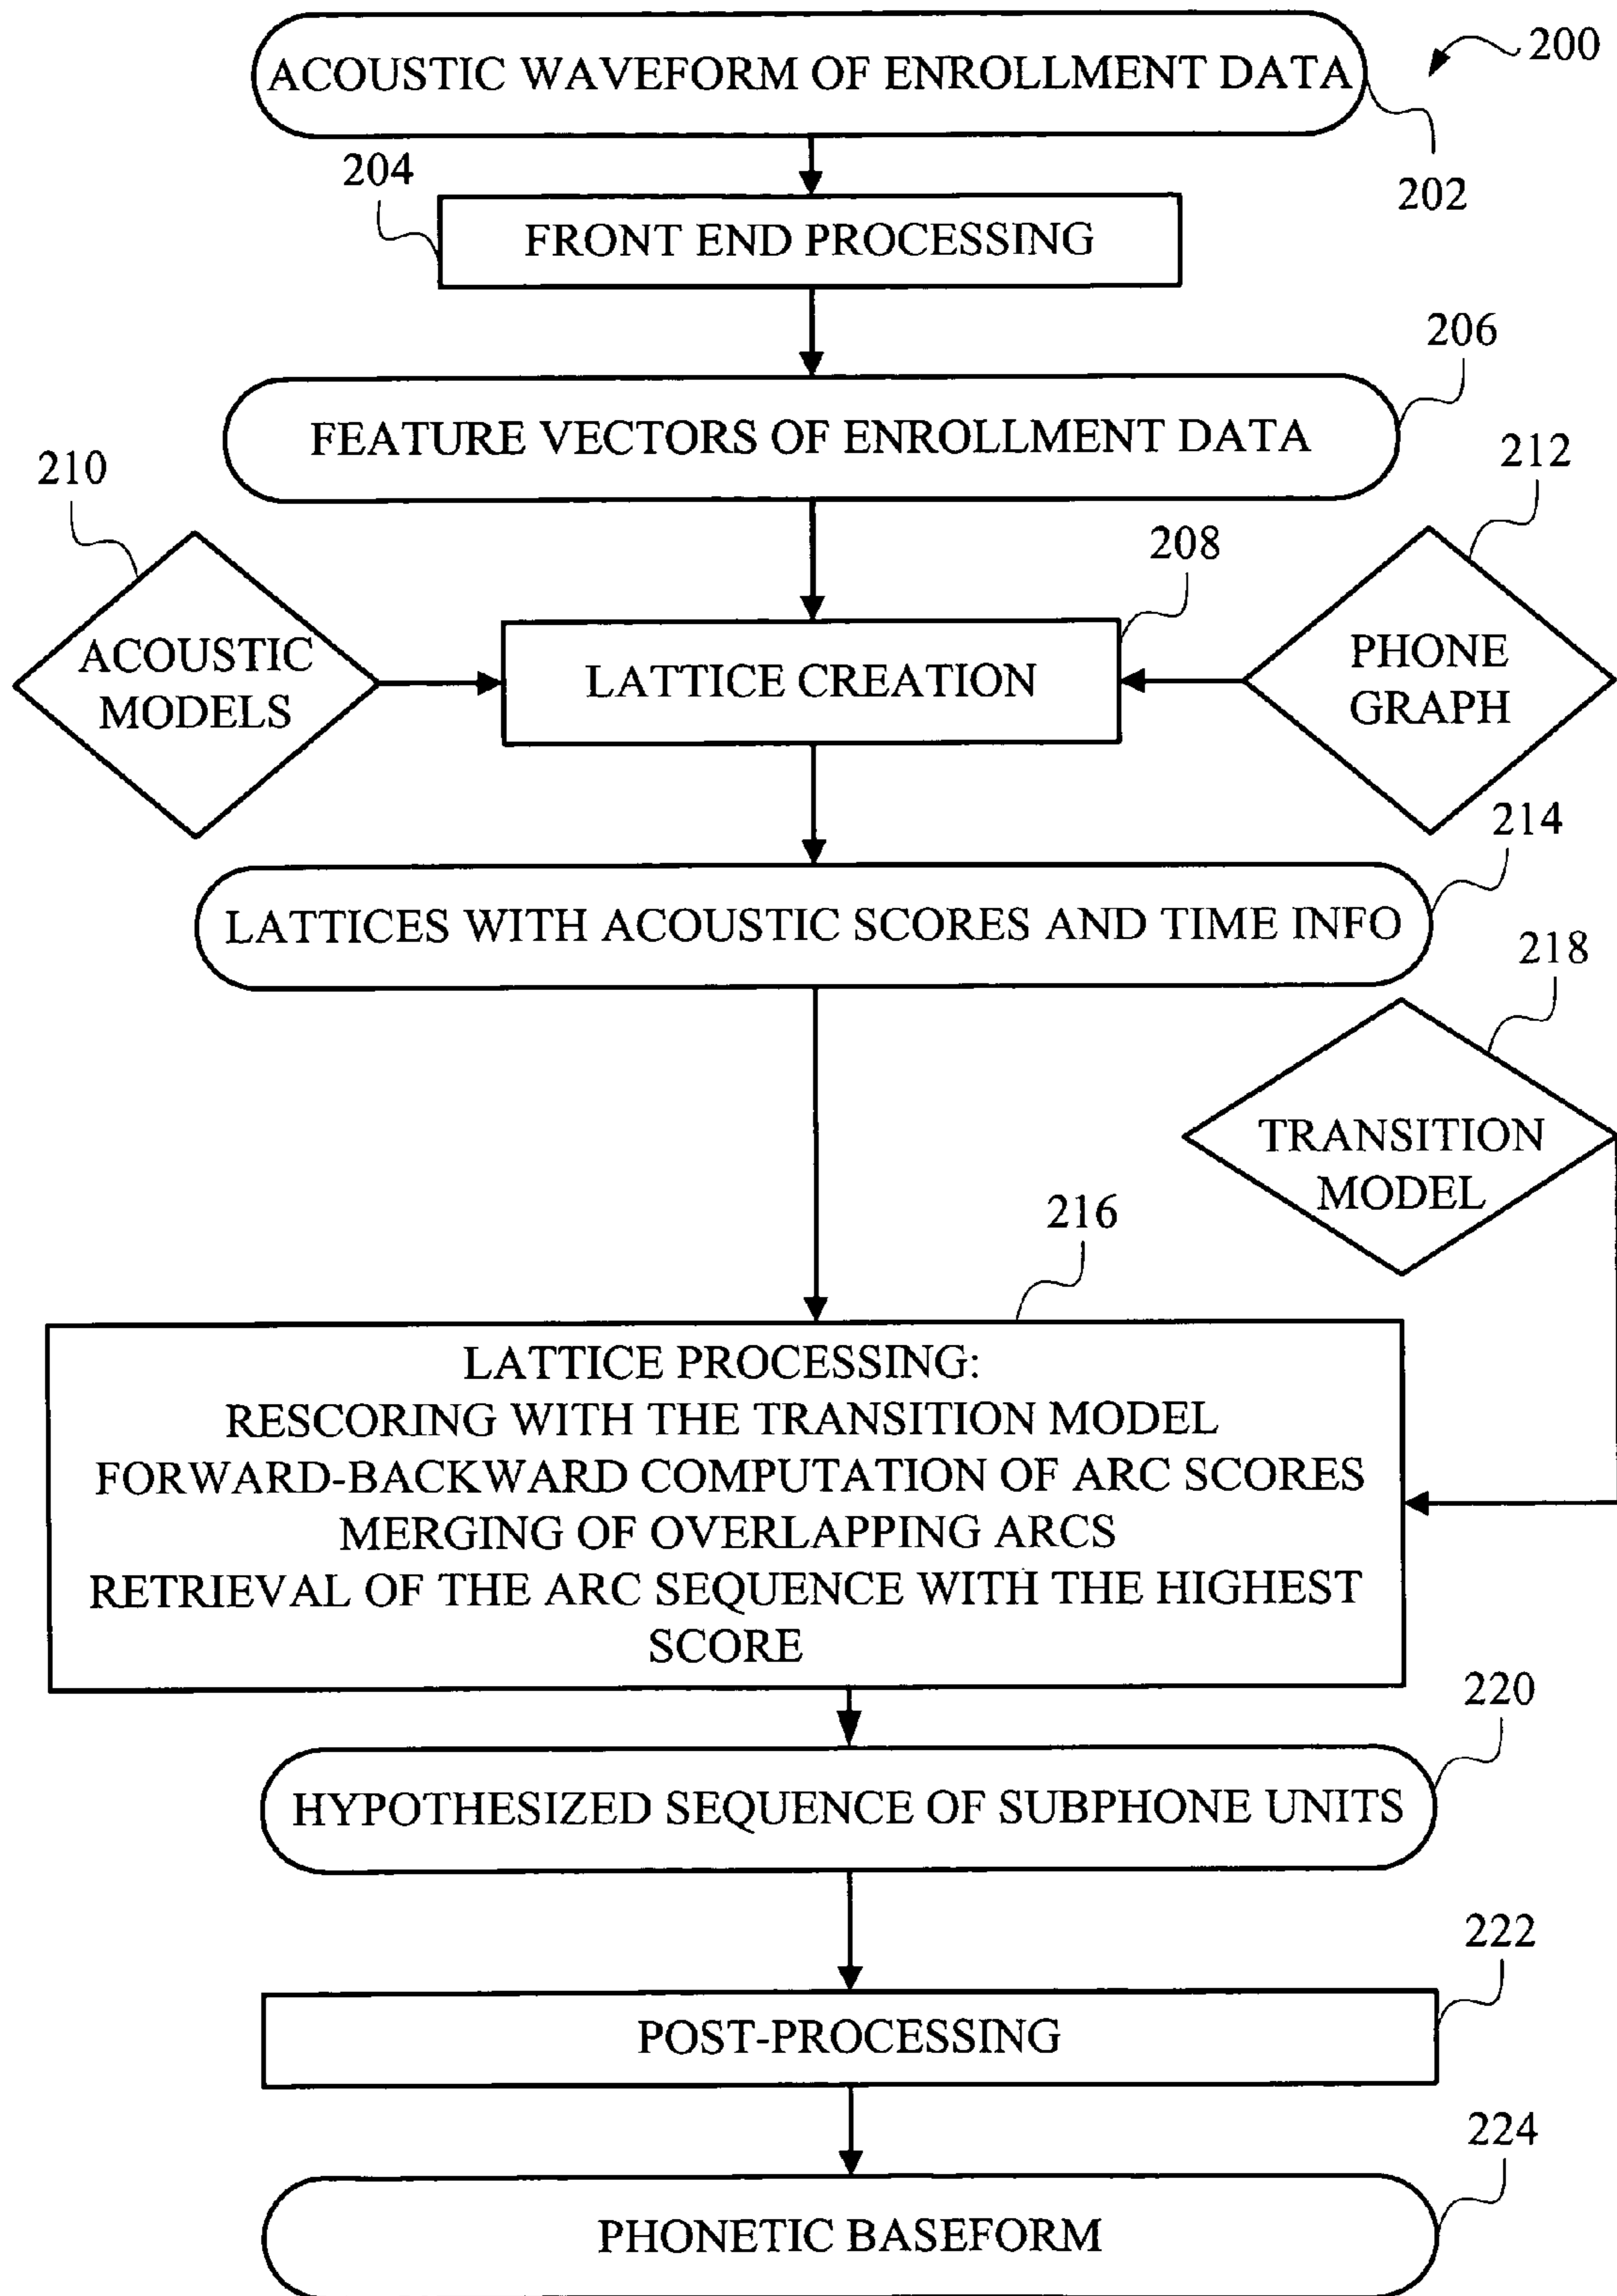 ACOUSTIC WAVEFORM OF ENROLLMENT DATA
200
202
204
FRONT END PROCESSING
206
FEATURE VECTORS OF ENROLLMENT DATA
210
212
208
ACOUSTIC
MODELS
LATTICE CREATION
PHONE
GRAPH
214
LATTICES WITH ACOUSTIC SCORES AND TIME INFO
218
TRANSITION
MODEL
216
LATTICE PROCESSING:
RESCORING WITH THE TRANSITION MODEL
FORWARD-BACKWARD COMPUTATION OF ARC SCORES
MERGING OF OVERLAPPING ARCS
RETRIEVAL OF THE ARC SEQUENCE WITH THE HIGHEST
SCORE
220
HYPOTHESIZED SEQUENCE OF SUBPHONE UNITS
222
POST-PROCESSING
224
PHONETIC BASEFORM